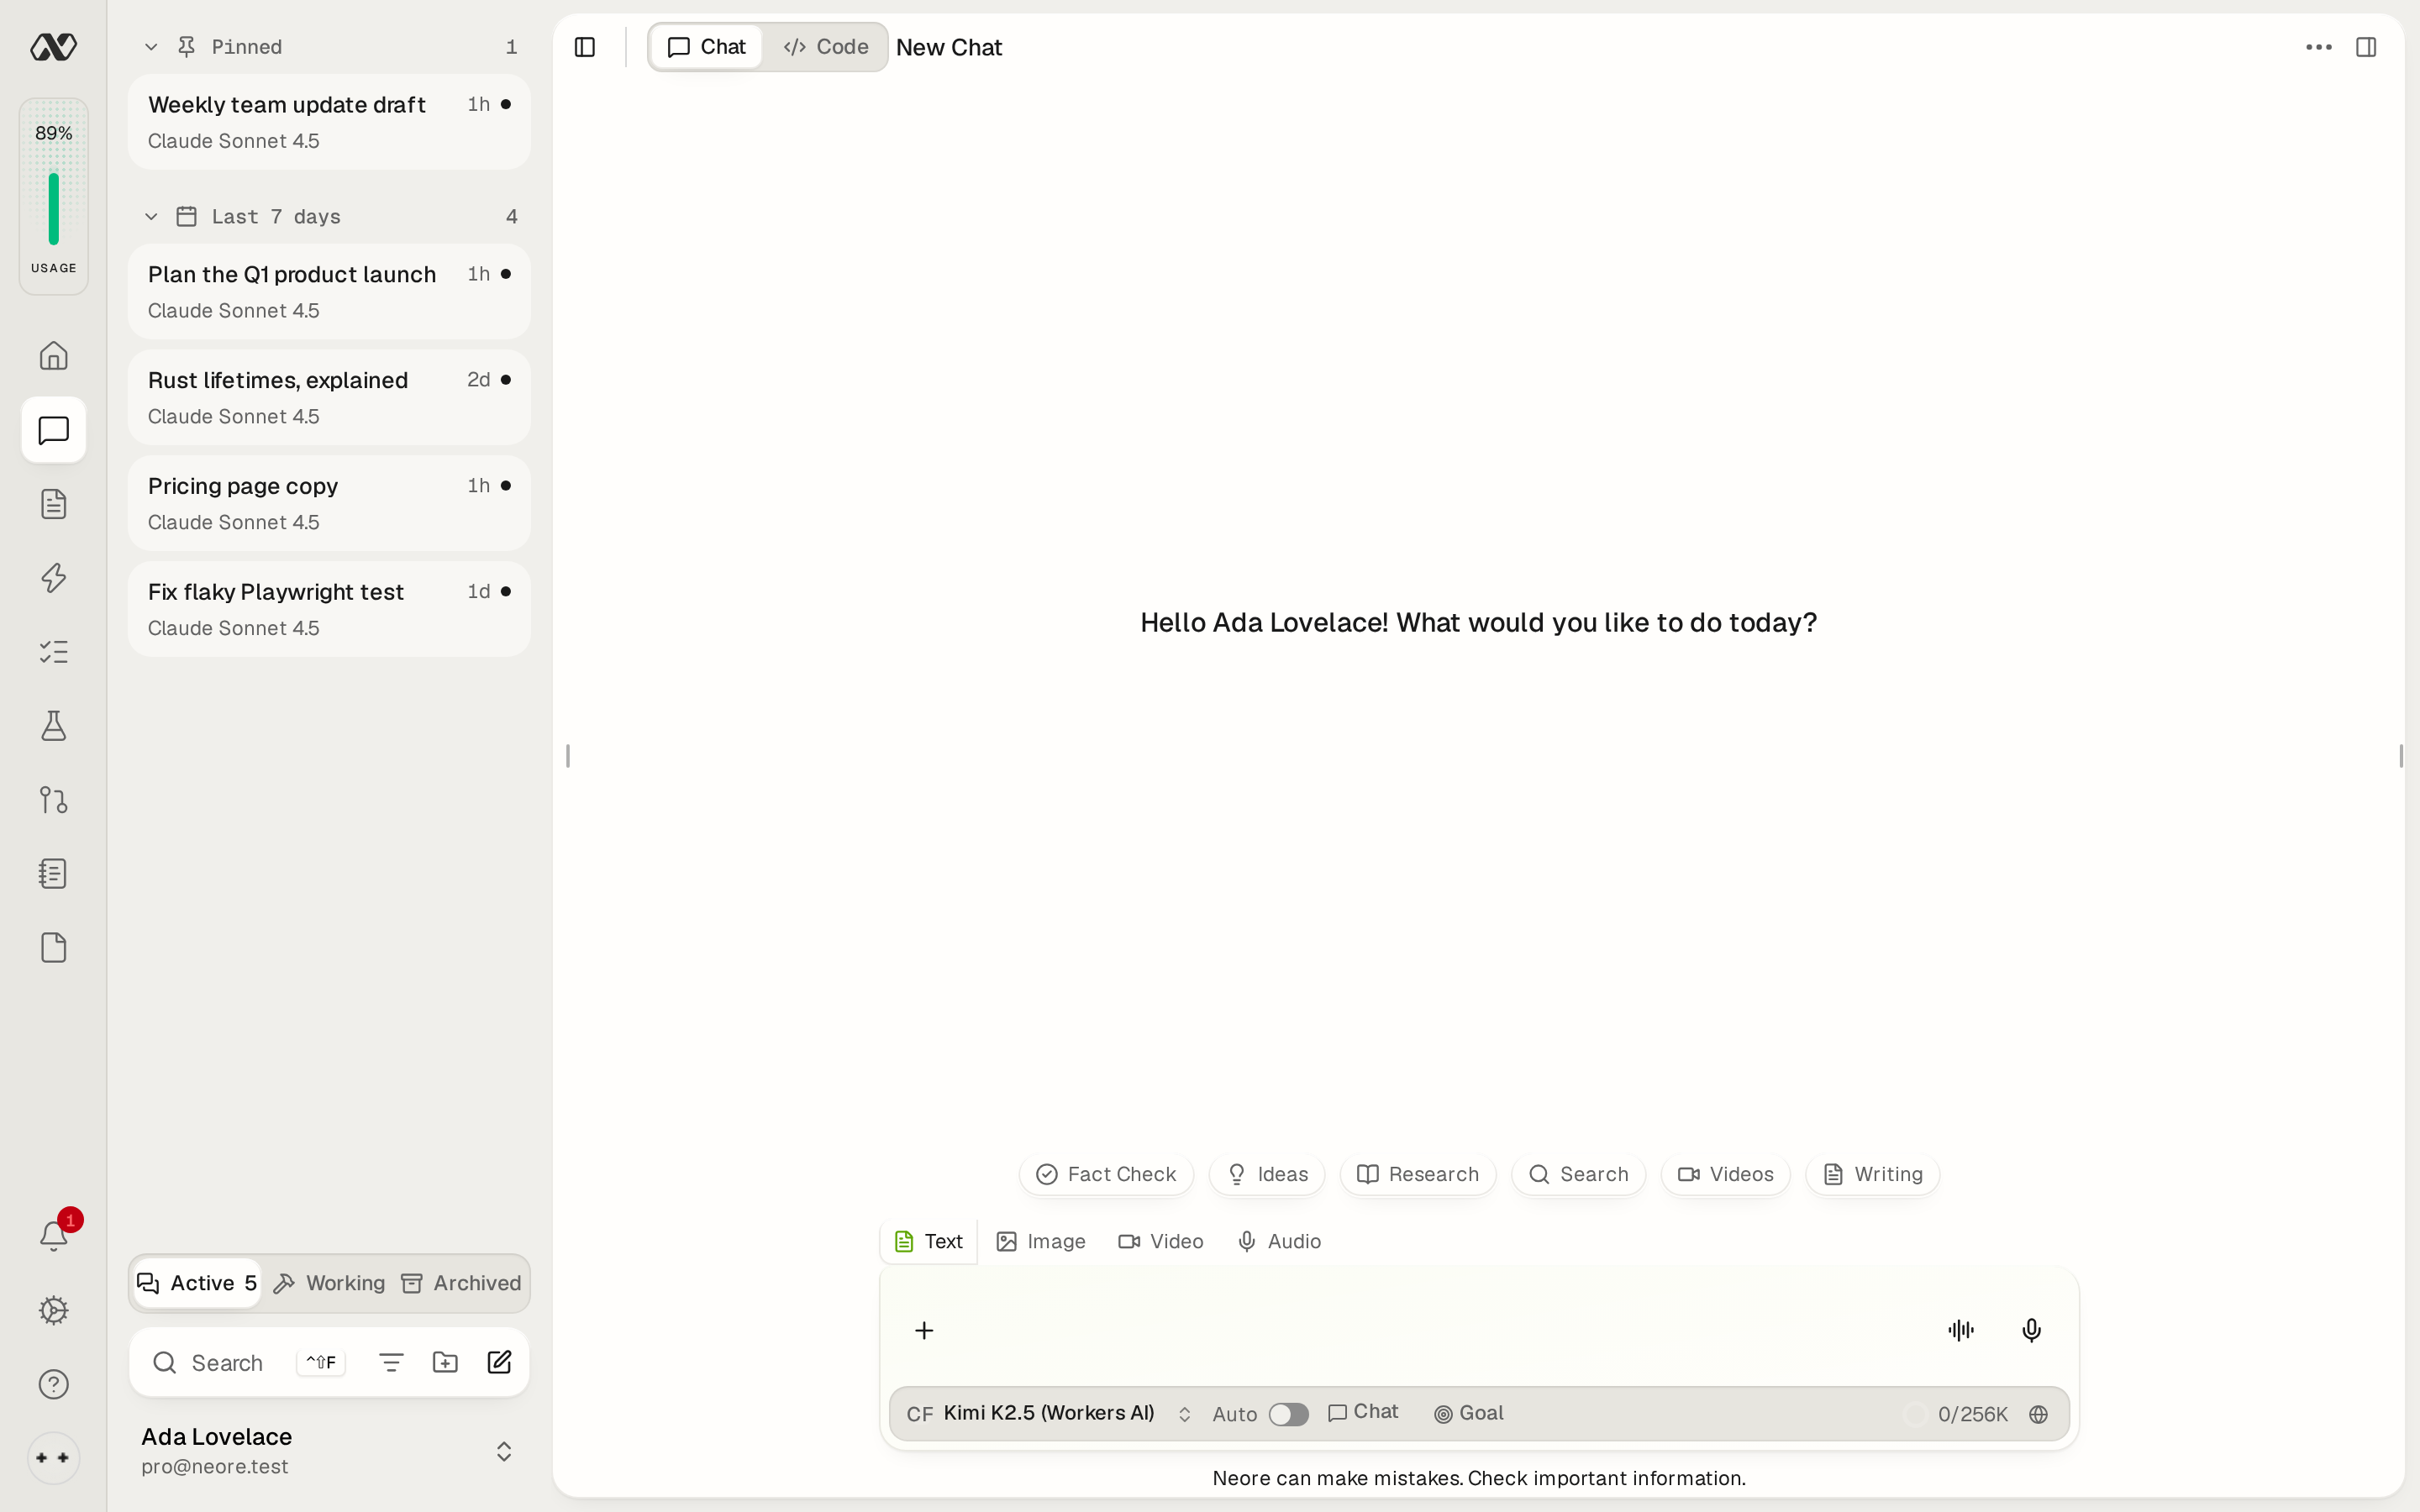 89%
USAGE
1
Pinned 1
Weekly team update draft 1h
Claude Sonnet 4.5
Last 7 days 4
Plan the Q1 product launch 1h
Claude Sonnet 4.5
Rust lifetimes, explained 2d
Claude Sonnet 4.5
Pricing page copy 1h
Claude Sonnet 4.5
Fix flaky Playwright test 1d
Claude Sonnet 4.5
Active 5 Working Archived
Search ^⇧F
Ada Lovelace
pro@neore.test
Chat Code New Chat
Hello Ada Lovelace! What would you like to do today?
Fact Check Ideas Research Search Videos Writing
Text Image Video Audio
CF Kimi K2.5 (Workers AI) Auto Chat Goal 0/256K
Neore can make mistakes. Check important information.